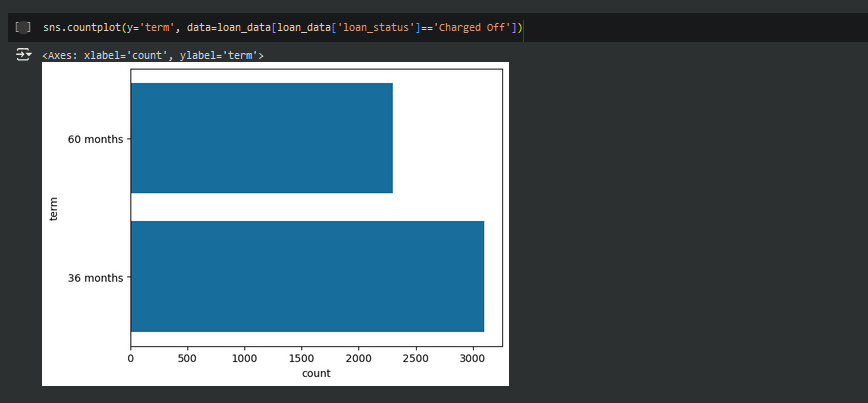 [ ] sns.countplot(y='term', data=loan_data[loan_data['loan_status']=='Charged Off'])
<Axes: xlabel='count', ylabel='term'>
60 months
term
36 months
0 500 1000 1500 2000 2500 3000
count